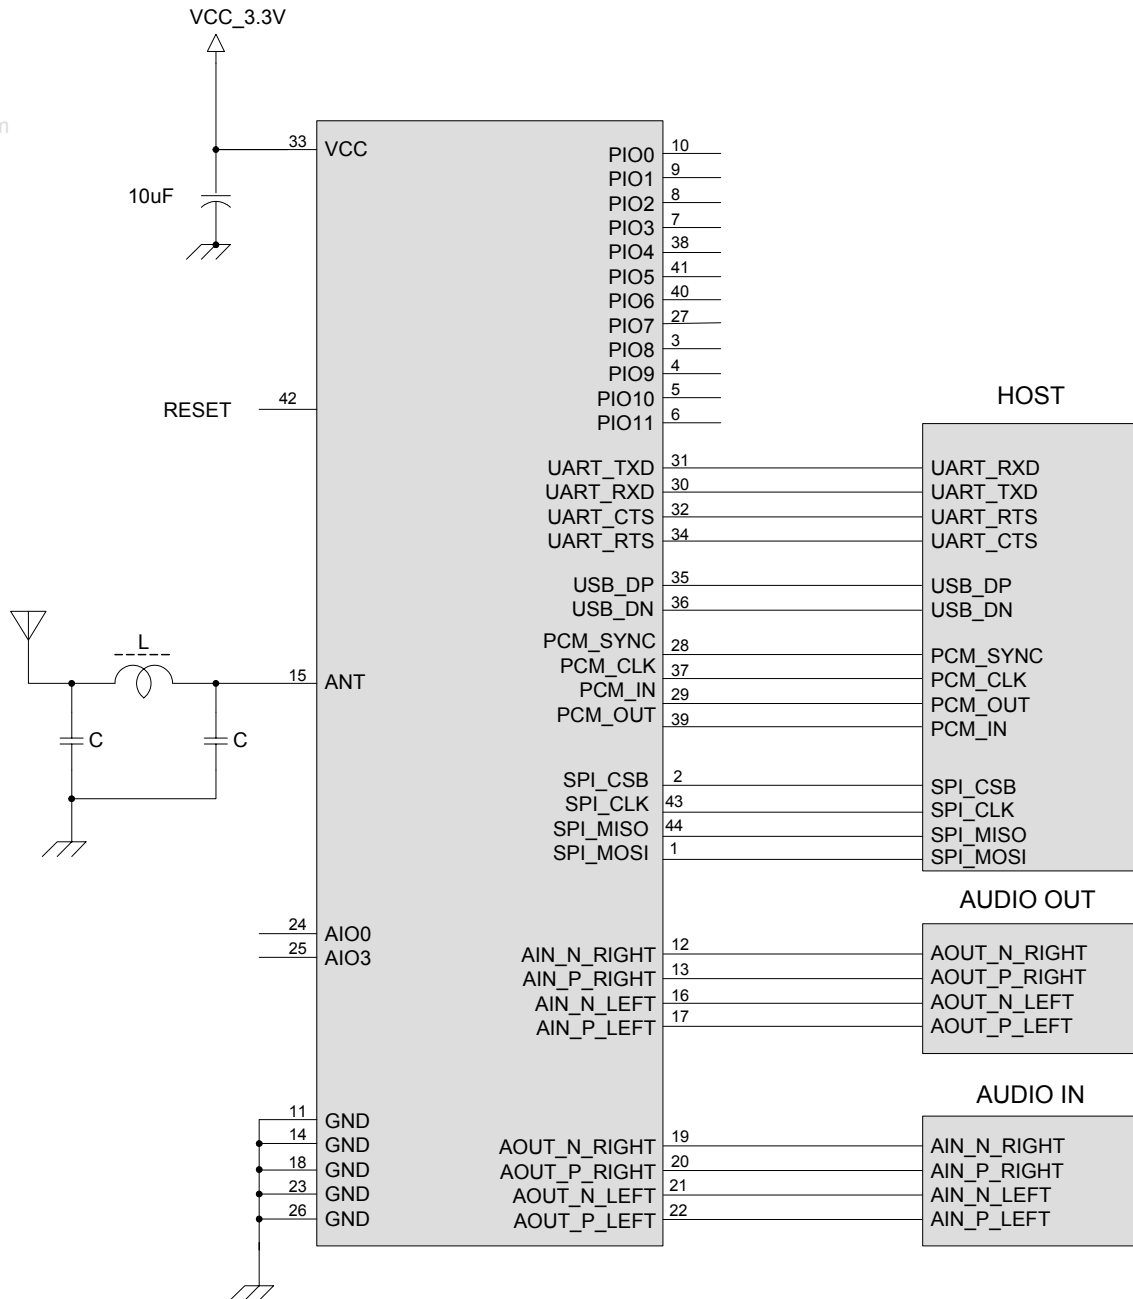 VCC_3.3V
m
33 VCC
10uF
PIO0 10
PIO1 9
PIO2 8
PIO3 7
PIO4 38
PIO5 41
PIO6 40
PIO7 27
PIO8 3
PIO9 4
PIO10 5
PIO11 6
RESET 42
HOST
UART_TXD 31 UART_RXD
UART_RXD 30 UART_TXD
UART_CTS 32 UART_RTS
UART_RTS 34 UART_CTS
USB_DP 35 USB_DP
USB_DN 36 USB_DN
L
15 ANT
C C
PCM_SYNC 28 PCM_SYNC
PCM_CLK 37 PCM_CLK
PCM_IN 29 PCM_OUT
PCM_OUT 39 PCM_IN
SPI_CSB 2 SPI_CSB
SPI_CLK 43 SPI_CLK
SPI_MISO 44 SPI_MISO
SPI_MOSI 1 SPI_MOSI
24 AIO0
25 AIO3
AUDIO OUT
AIN_N_RIGHT 12 AOUT_N_RIGHT
AIN_P_RIGHT 13 AOUT_P_RIGHT
AIN_N_LEFT 16 AOUT_N_LEFT
AIN_P_LEFT 17 AOUT_P_LEFT
AUDIO IN
11 GND
14 GND
18 GND
23 GND
26 GND
AOUT_N_RIGHT 19 AIN_N_RIGHT
AOUT_P_RIGHT 20 AIN_P_RIGHT
AOUT_N_LEFT 21 AIN_N_LEFT
AOUT_P_LEFT 22 AIN_P_LEFT